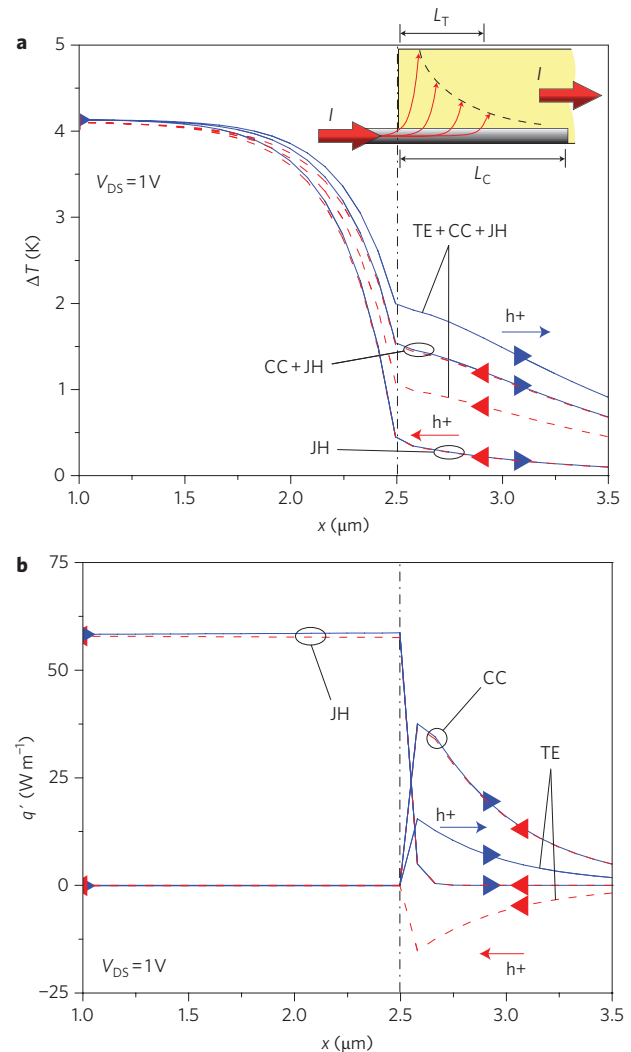 a
L_T
I
I
L_C
V_DS = 1 V
TE + CC + JH
h+
CC + JH
h+
JH
5
4
3
2
1
0
ΔT (K)
1.0 1.5 2.0 2.5 3.0 3.5
x (μm)
b
75
50
25
0
−25
q′ (W m⁻¹)
JH
CC
TE
h+
h+
V_DS = 1 V
1.0 1.5 2.0 2.5 3.0 3.5
x (μm)